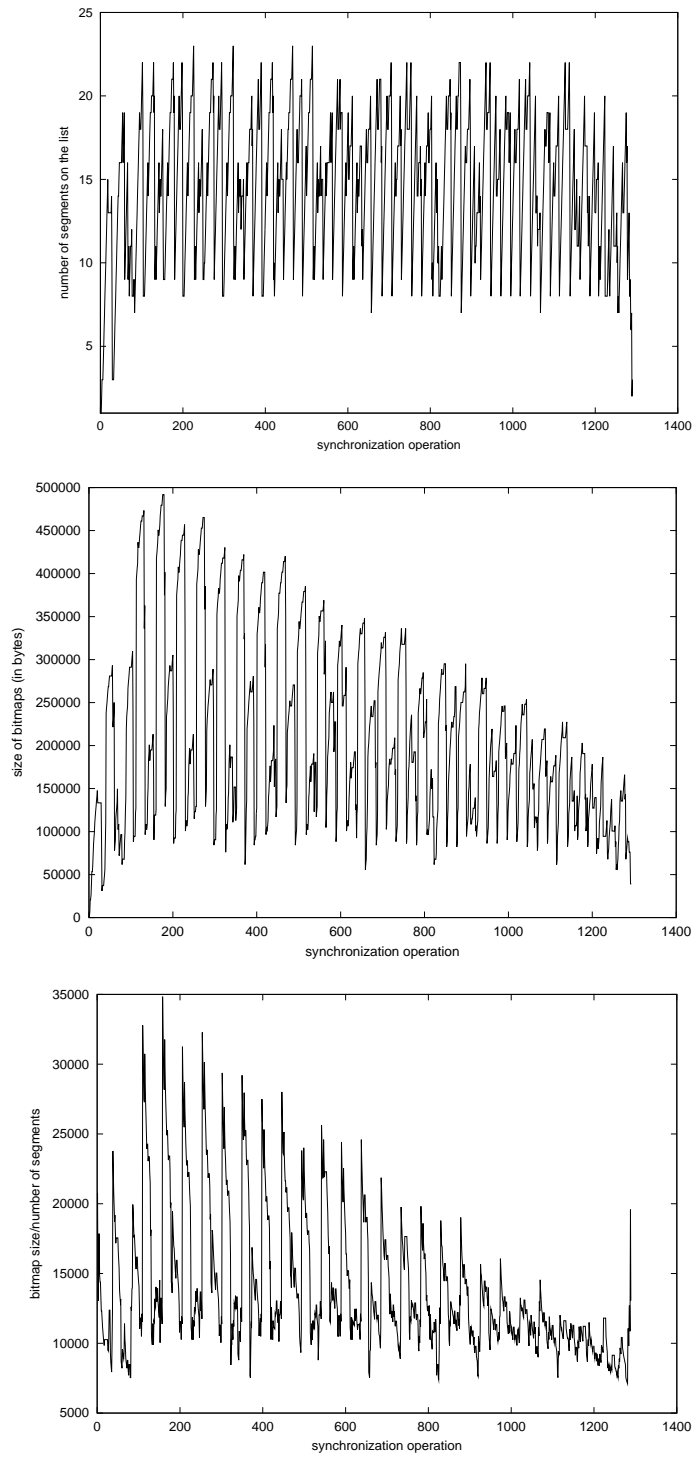 25
20
15
10
5
number of segments on the list
0 200 400 600 800 1000 1200 1400
synchronization operation
500000
450000
400000
350000
300000
250000
200000
150000
100000
50000
0
size of bitmaps (in bytes)
0 200 400 600 800 1000 1200 1400
synchronization operation
35000
30000
25000
20000
15000
10000
5000
bitmap size/number of segments
0 200 400 600 800 1000 1200 1400
synchronization operation